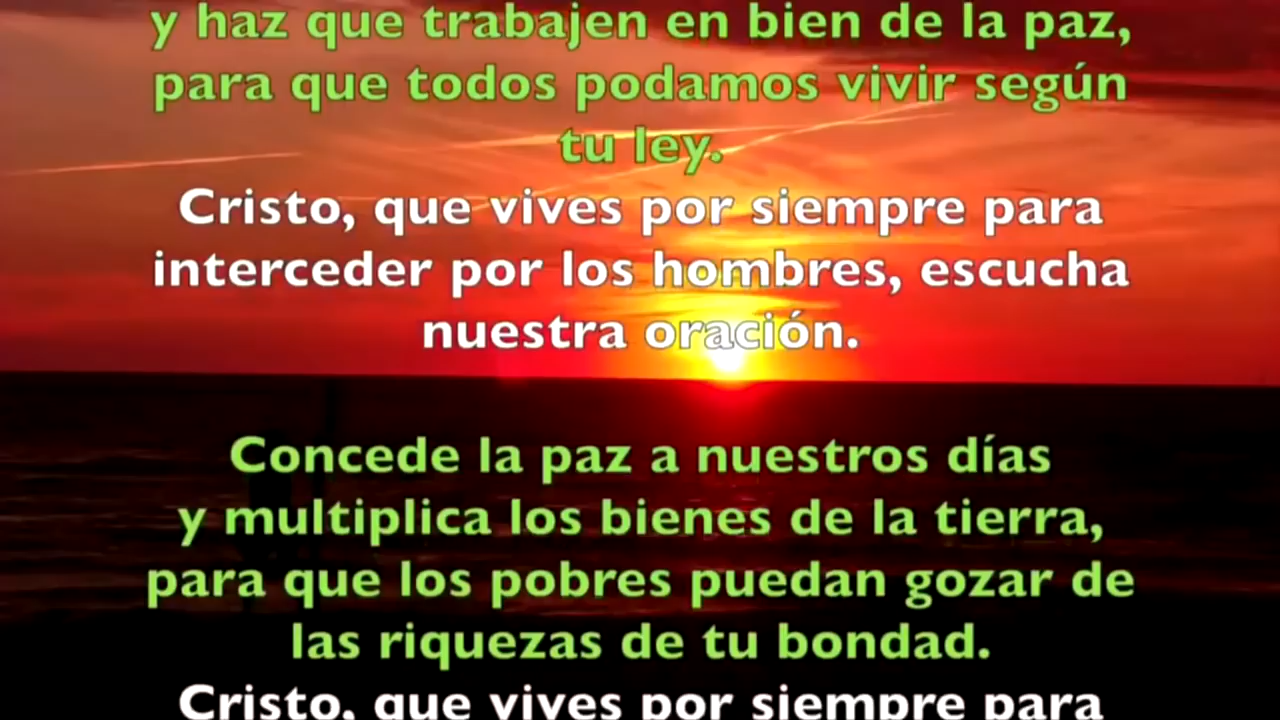 y haz que trabajen en bien de la paz,
para que todos podamos vivir según
tu ley.
Cristo, que vives por siempre para
interceder por los hombres, escucha
nuestra oración.
Concede la paz a nuestros días
y multiplica los bienes de la tierra,
para que los pobres puedan gozar de
las riquezas de tu bondad.
Cristo, que vives por siempre para